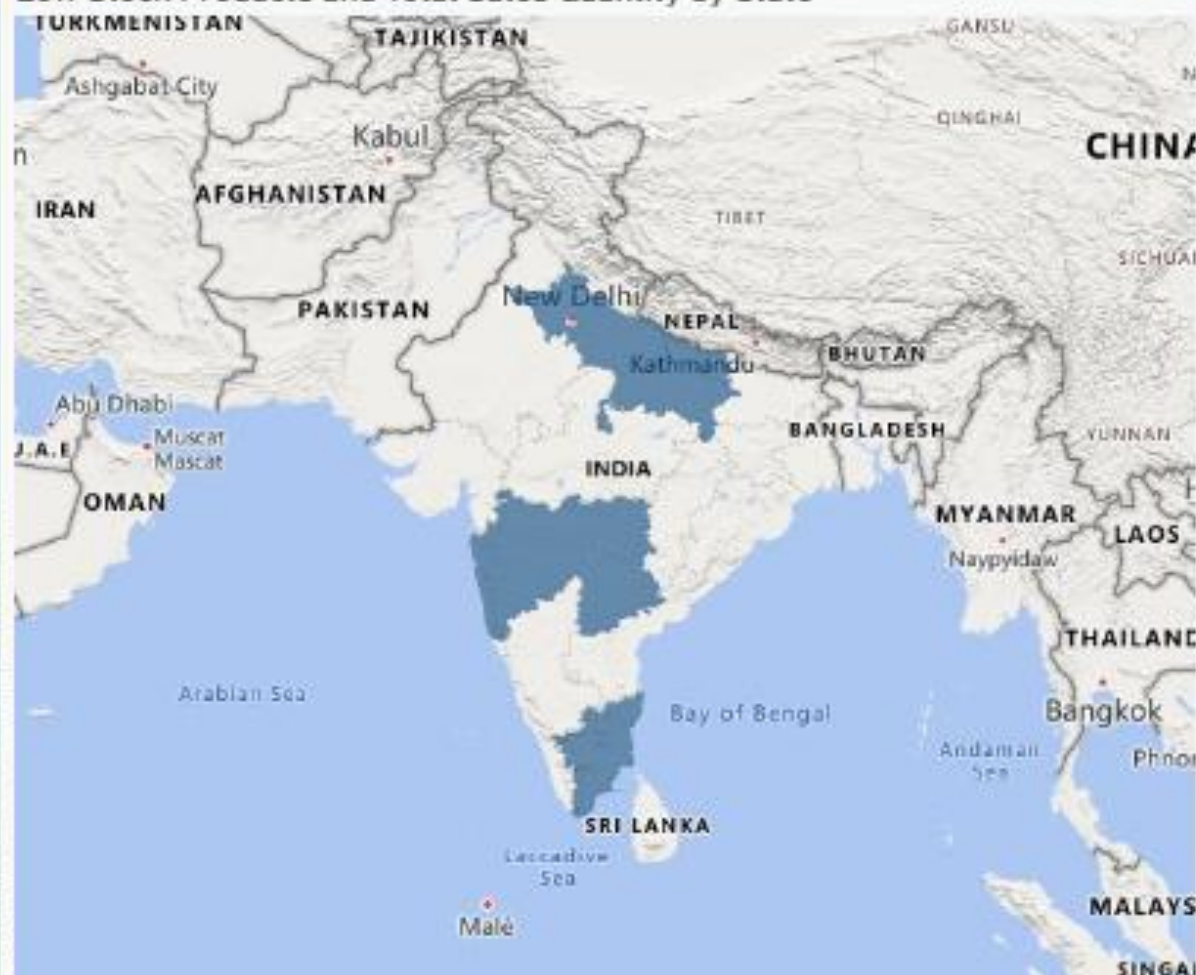 TURKMENISTAN
TAJIKISTAN
GANSU
Ashgabat City
QINGHAI
Kabul
CHINA
AFGHANISTAN
IRAN
TIBET
SICHUA
New Delhi
PAKISTAN
NEPAL
BHUTAN
Kathmandu
Abu Dhabi
BANGLADESH
YUNNAN
Muscat
Mascat
J.A.E
INDIA
OMAN
MYANMAR
LAOS
Naypyidaw
THAILAND
Arabian Sea
Bay of Bengal
Bangkok
Andaman
Sea
Phno
SRI LANKA
Laccadive
Sea
Malé
MALAYS
SINGA